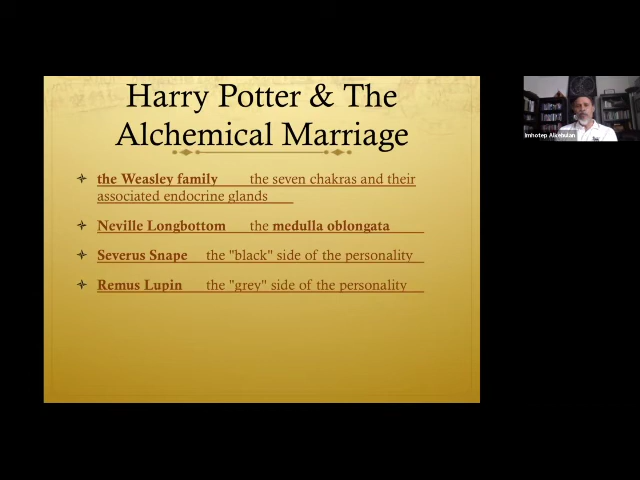 Harry Potter & The
Alchemical Marriage
the Weasley family the seven chakras and their
associated endocrine glands
Neville Longbottom the medulla oblongata
Severus Snape the "black" side of the personality
Remus Lupin the "grey" side of the personality
Imhotep Alkebulan